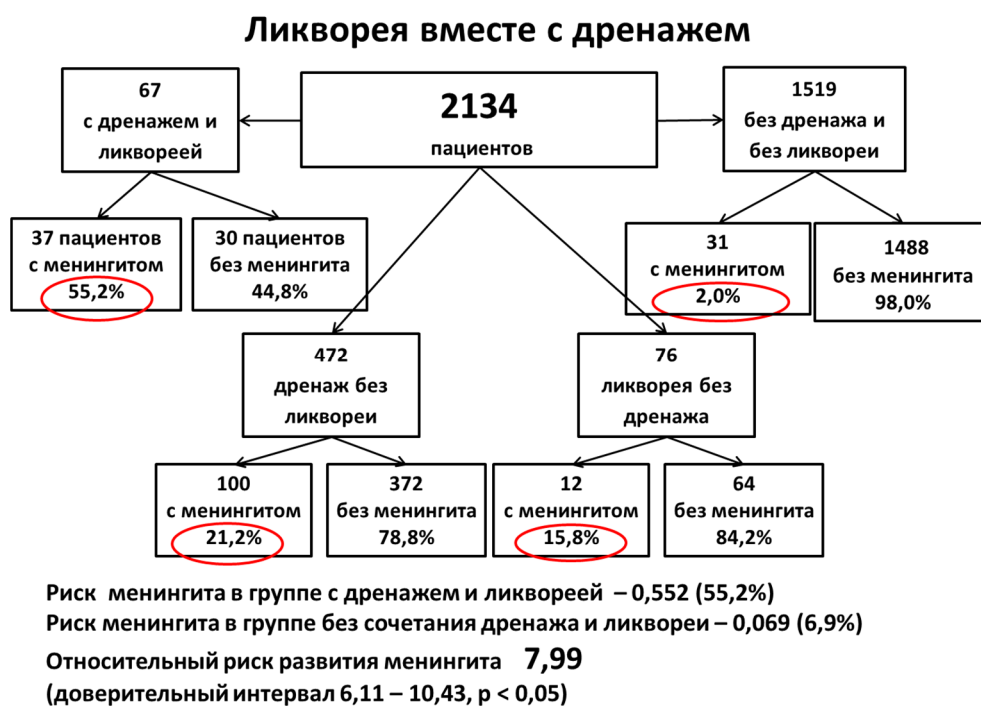 Ликворея вместе с дренажем
67
с дренажем и
ликвореей
2134
пациентов
1519
без дренажа и
без ликвореи
37 пациентов
с менингитом
55,2%
30 пациентов
без менингита
44,8%
31
с менингитом
2,0%
1488
без менингита
98,0%
472
дренаж без
ликвореи
76
ликворея без
дренажа
100
с менингитом
21,2%
372
без менингита
78,8%
12
с менингитом
15,8%
64
без менингита
84,2%
Риск менингита в группе с дренажем и ликвореей – 0,552 (55,2%)
Риск менингита в группе без сочетания дренажа и ликвореи – 0,069 (6,9%)
Относительный риск развития менингита 7,99
(доверительный интервал 6,11 – 10,43, p < 0,05)